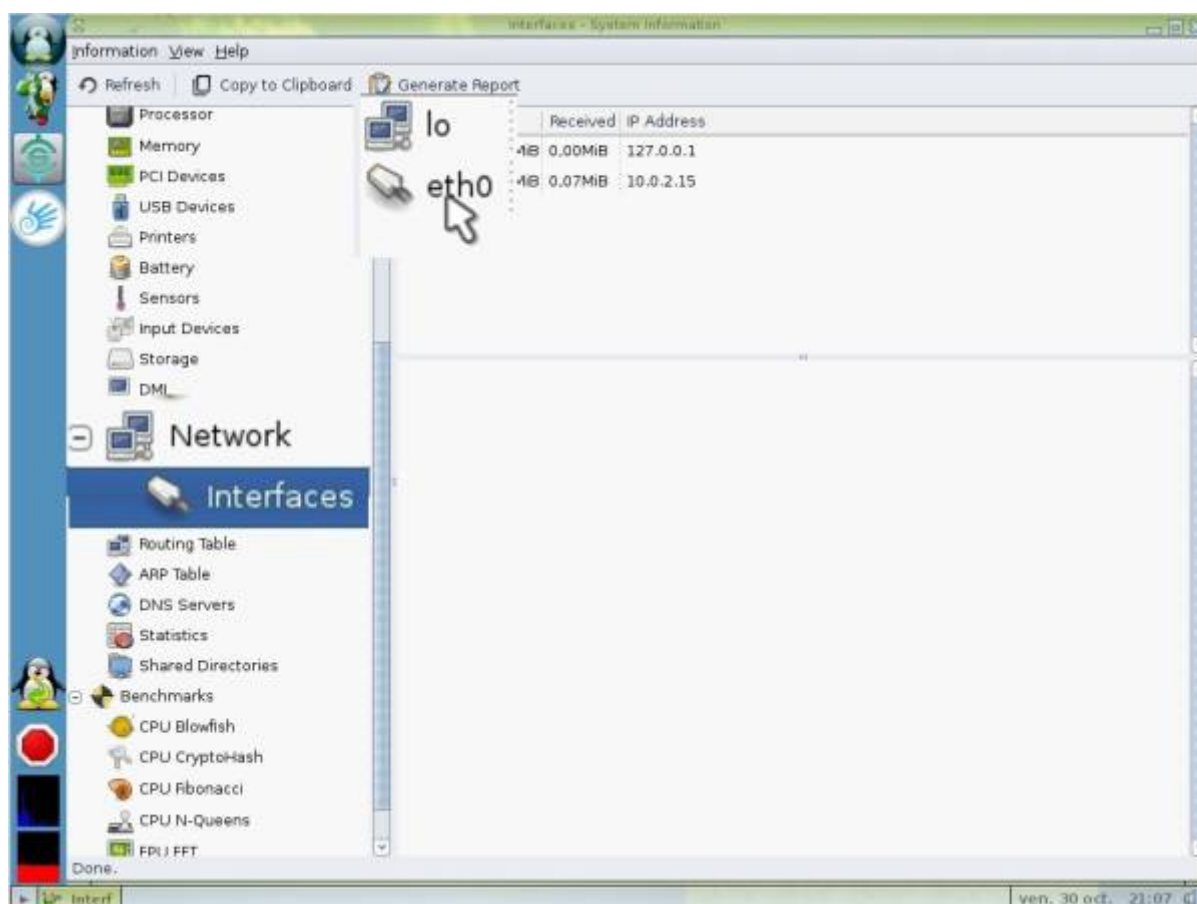 Interfaces - System Information
Information View Help
Refresh Copy to Clipboard Generate Report
Processor
Memory
PCI Devices
USB Devices
Printers
Battery
Sensors
Input Devices
Storage
DMI
Network
Interfaces
Routing Table
ARP Table
DNS Servers
Statistics
Shared Directories
Benchmarks
CPU Blowfish
CPU CryptoHash
CPU Fibonacci
CPU N-Queens
FPU FFT
Received IP Address
lo MiB 0,00MiB 127.0.0.1
eth0 MiB 0,07MiB 10.0.2.15
Done.
Interf
ven. 30 oct. 21:07